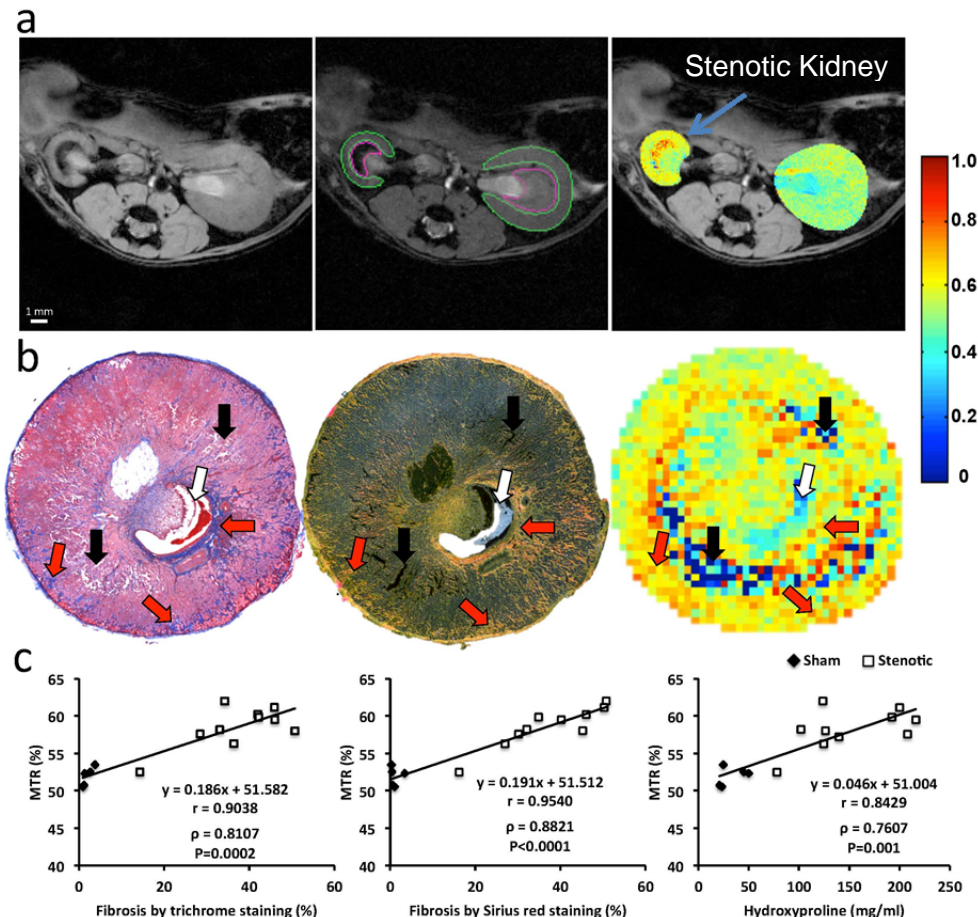 a
Stenotic Kidney
1 mm
1.0
0.8
0.6
0.4
0.2
0
b
c
Sham Stenotic
MTR (%)
65
60
55
50
45
40
y = 0.186x + 51.582
r = 0.9038
ρ = 0.8107
P=0.0002
0 20 40 60
Fibrosis by trichrome staining (%)
MTR (%)
65
60
55
50
45
40
y = 0.191x + 51.512
r = 0.9540
ρ = 0.8821
P<0.0001
0 20 40 60
Fibrosis by Sirius red staining (%)
MTR (%)
65
60
55
50
45
40
y = 0.046x + 51.004
r = 0.8429
ρ = 0.7607
P=0.001
0 50 100 150 200 250
Hydroxyproline (mg/ml)